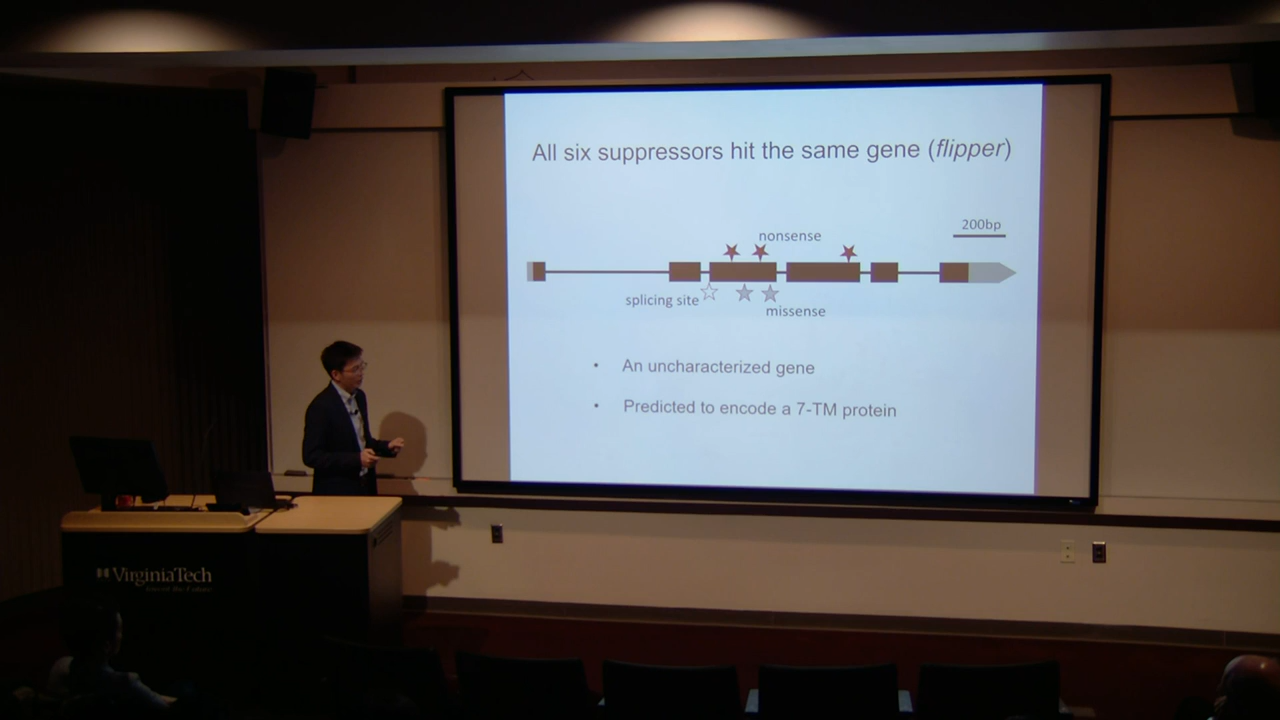 All six suppressors hit the same gene (flipper)
200bp
nonsense
splicing site
missense
• An uncharacterized gene
• Predicted to encode a 7-TM protein
VirginiaTech